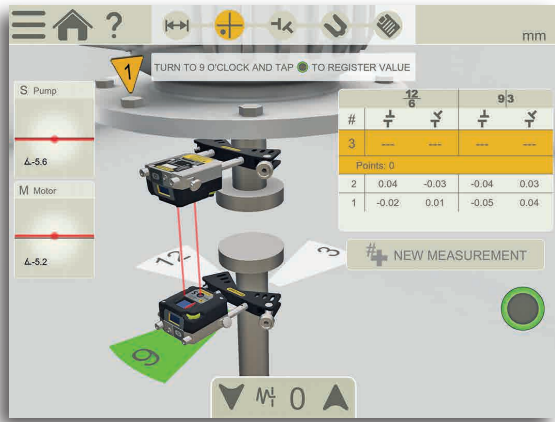 ?
mm
1
TURN TO 9 O'CLOCK AND TAP TO REGISTER VALUE
S Pump
∡-5.6
M Motor
∡-5.2
12
6
9|3
#
3 --- --- --- ---
Points: 0
2 0.04 -0.03 -0.04 0.03
1 -0.02 0.01 -0.05 0.04
NEW MEASUREMENT
12
3
9
0